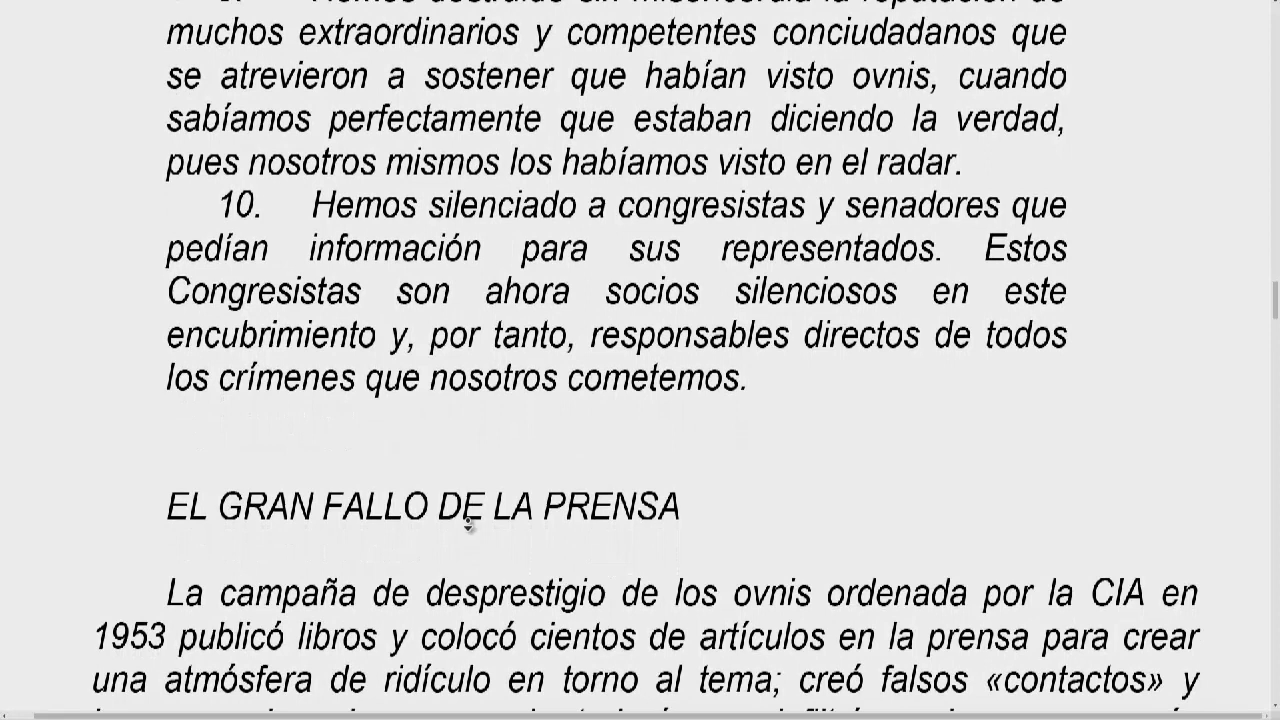 muchos extraordinarios y competentes conciudadanos que
se atrevieron a sostener que habían visto ovnis, cuando
sabíamos perfectamente que estaban diciendo la verdad,
pues nosotros mismos los habíamos visto en el radar.
10. Hemos silenciado a congresistas y senadores que
pedían información para sus representados. Estos
Congresistas son ahora socios silenciosos en este
encubrimiento y, por tanto, responsables directos de todos
los crímenes que nosotros cometemos.
EL GRAN FALLO DE LA PRENSA
La campaña de desprestigio de los ovnis ordenada por la CIA en
1953 publicó libros y colocó cientos de artículos en la prensa para crear
una atmósfera de ridículo en torno al tema; creó falsos «contactos» y